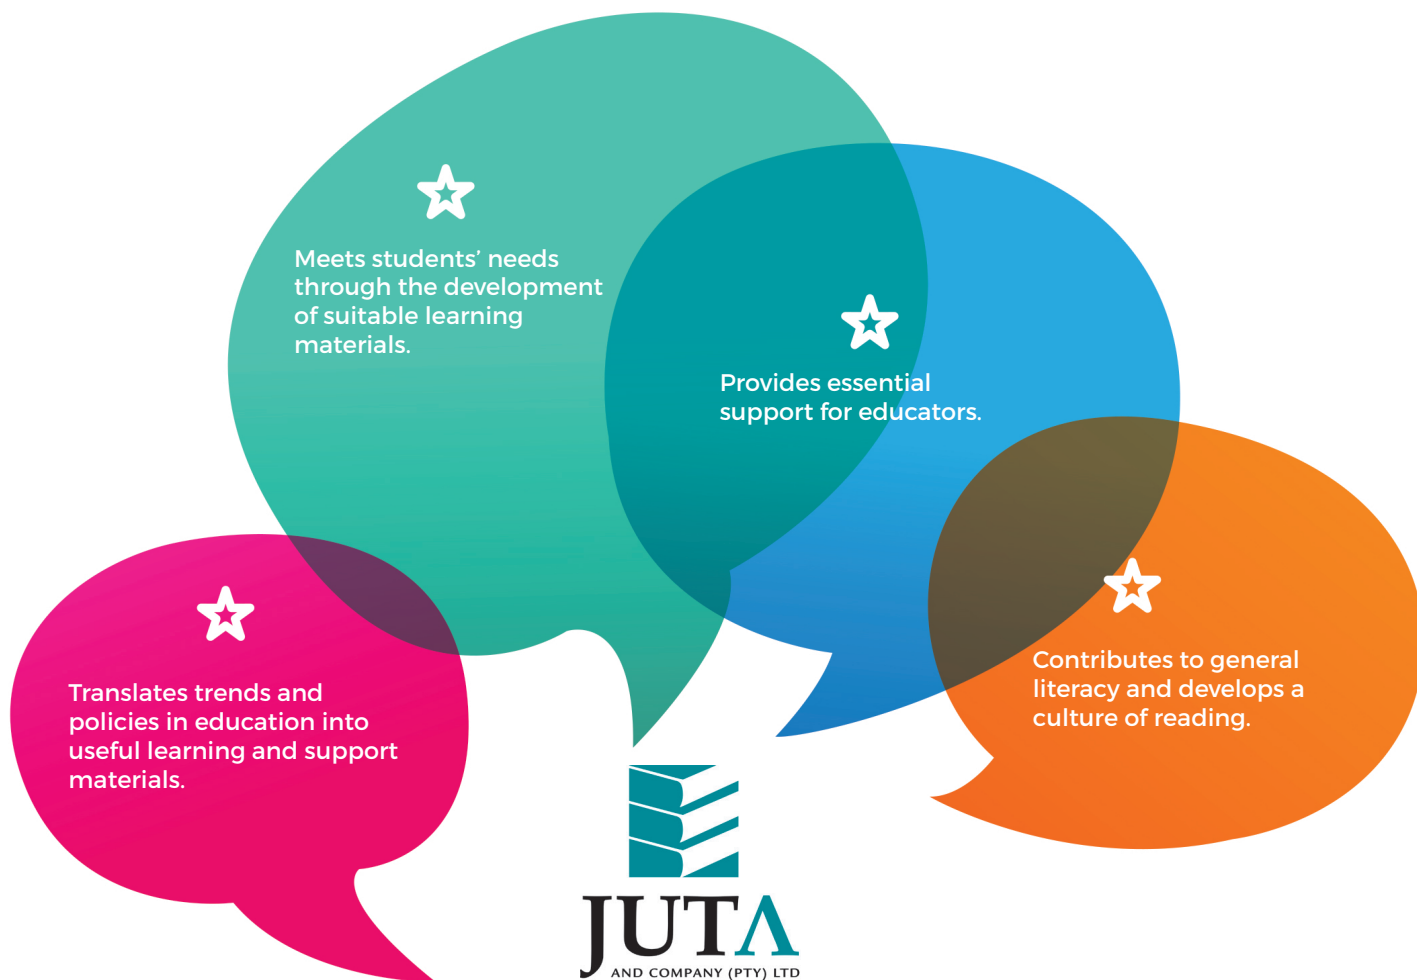 Meets students’ needs
through the development
of suitable learning
materials.
Provides essential
support for educators.
Translates trends and
policies in education into
useful learning and support
materials.
Contributes to general
literacy and develops a
culture of reading.
JUTA
AND COMPANY (PTY) LTD